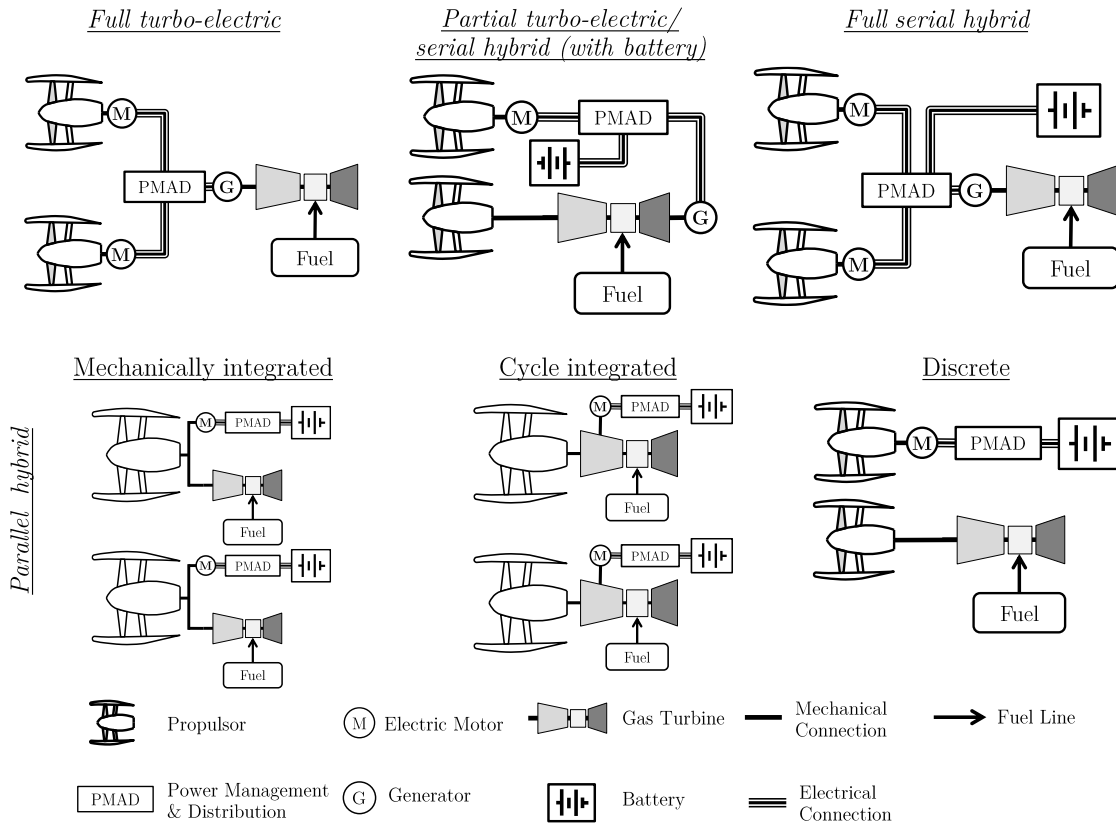 Full turbo-electric
Partial turbo-electric/
serial hybrid (with battery)
Full serial hybrid
M
PMAD
G
M
Fuel
M
PMAD
G
Fuel
M
PMAD
G
M
Fuel
Parallel hybrid
Mechanically integrated
M
PMAD
Fuel
M
PMAD
Fuel
Cycle integrated
M
PMAD
Fuel
M
PMAD
Fuel
Discrete
M
PMAD
Fuel
Propulsor
M
Electric Motor
Gas Turbine
Mechanical
Connection
Fuel Line
PMAD
Power Management
& Distribution
G
Generator
Battery
Electrical
Connection